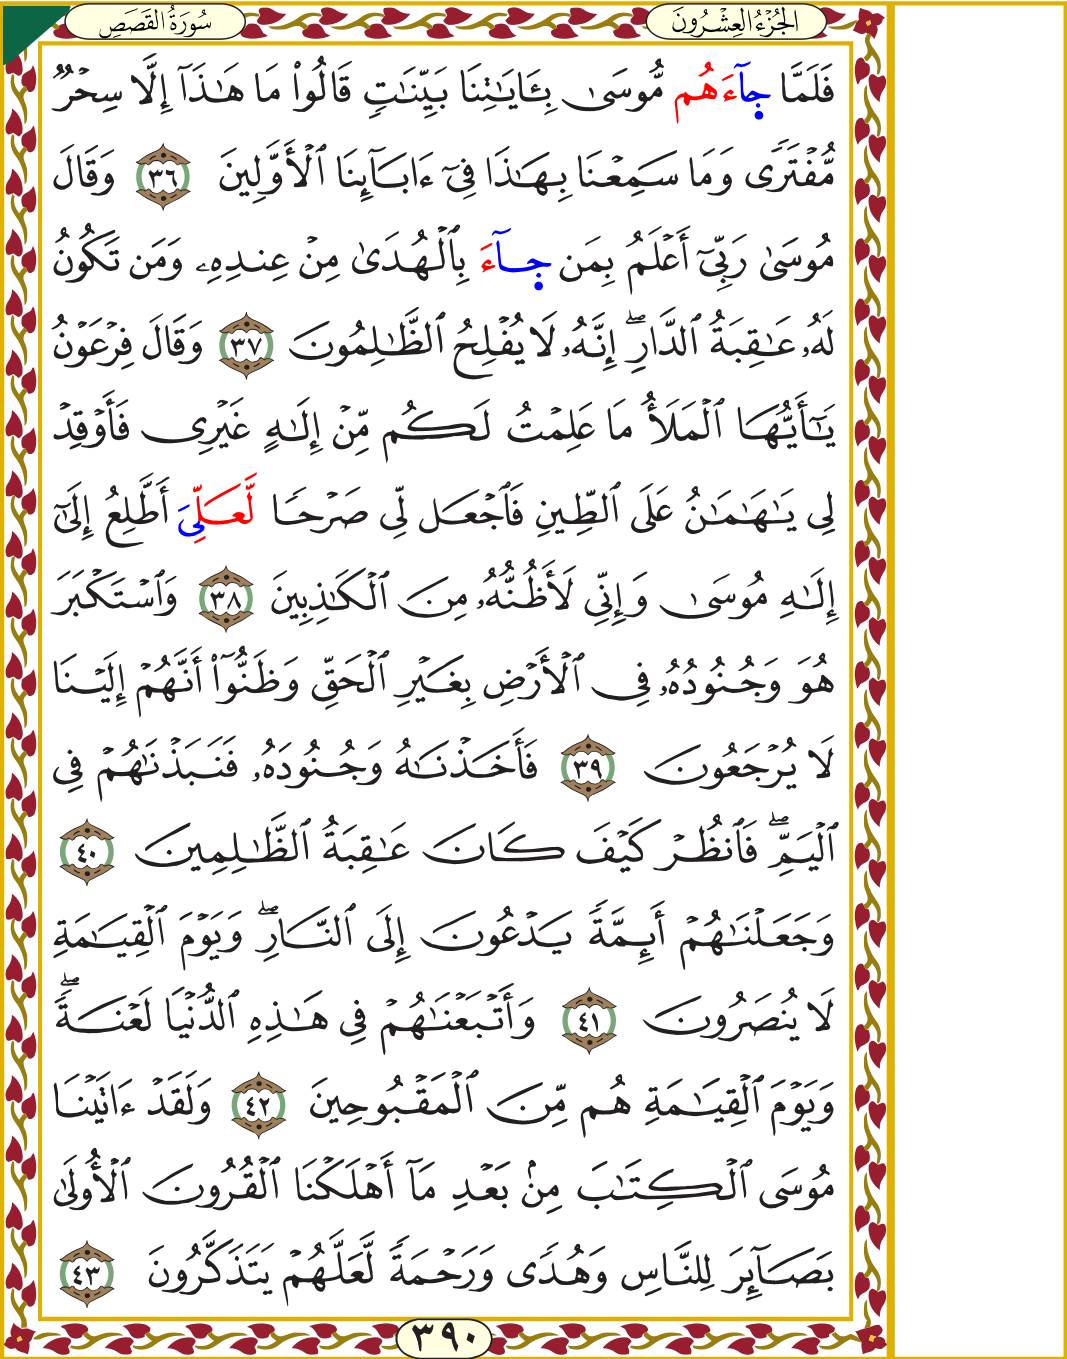 الجُزْءُ العِشْرُونَ
سُورَةُ القَصَصِ
فَلَمَّا جَآءَهُم مُّوسَىٰ بِـَٔايَٰتِنَا بَيِّنَٰتٖ قَالُواْ مَا هَٰذَآ إِلَّا سِحۡرٞ
مُّفۡتَرٗى وَمَا سَمِعۡنَا بِهَٰذَا فِيٓ ءَابَآئِنَا ٱلۡأَوَّلِينَ ٣٦ وَقَالَ
مُوسَىٰ رَبِّيٓ أَعۡلَمُ بِمَن جَآءَ بِٱلۡهُدَىٰ مِنۡ عِندِهِۦ وَمَن تَكُونُ
لَهُۥ عَٰقِبَةُ ٱلدَّارِۖ إِنَّهُۥ لَا يُفۡلِحُ ٱلظَّٰلِمُونَ ٣٧ وَقَالَ فِرۡعَوۡنُ
يَٰٓأَيُّهَا ٱلۡمَلَأُ مَا عَلِمۡتُ لَكُم مِّنۡ إِلَٰهٍ غَيۡرِي فَأَوۡقِدۡ
لِي يَٰهَٰمَٰنُ عَلَى ٱلطِّينِ فَٱجۡعَل لِّي صَرۡحٗا لَّعَلِّيَ أَطَّلِعُ إِلَىٰٓ
إِلَٰهِ مُوسَىٰ وَإِنِّي لَأَظُنُّهُۥ مِنَ ٱلۡكَٰذِبِينَ ٣٨ وَٱسۡتَكۡبَرَ
هُوَ وَجُنُودُهُۥ فِي ٱلۡأَرۡضِ بِغَيۡرِ ٱلۡحَقِّ وَظَنُّوٓاْ أَنَّهُمۡ إِلَيۡنَا
لَا يُرۡجَعُونَ ٣٩ فَأَخَذۡنَٰهُ وَجُنُودَهُۥ فَنَبَذۡنَٰهُمۡ فِي
ٱلۡيَمِّۖ فَٱنظُرۡ كَيۡفَ كَانَ عَٰقِبَةُ ٱلظَّٰلِمِينَ ٤٠
وَجَعَلۡنَٰهُمۡ أَئِمَّةٗ يَدۡعُونَ إِلَى ٱلنَّارِۖ وَيَوۡمَ ٱلۡقِيَٰمَةِ
لَا يُنصَرُونَ ٤١ وَأَتۡبَعۡنَٰهُمۡ فِي هَٰذِهِ ٱلدُّنۡيَا لَعۡنَةٗۖ
وَيَوۡمَ ٱلۡقِيَٰمَةِ هُم مِّنَ ٱلۡمَقۡبُوحِينَ ٤٢ وَلَقَدۡ ءَاتَيۡنَا
مُوسَى ٱلۡكِتَٰبَ مِنۢ بَعۡدِ مَآ أَهۡلَكۡنَا ٱلۡقُرُونَ ٱلۡأُولَىٰ
بَصَآئِرَ لِلنَّاسِ وَهُدٗى وَرَحۡمَةٗ لَّعَلَّهُمۡ يَتَذَكَّرُونَ ٤٣
٣٩٠